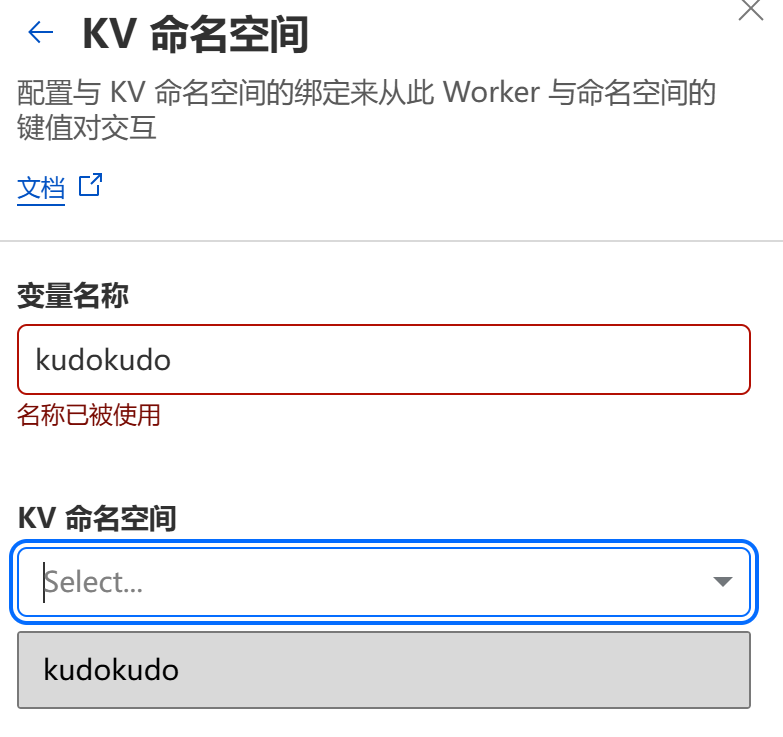 KV 命名空间
配置与 KV 命名空间的绑定来从此 Worker 与命名空间的
键值对交互
文档
变量名称
kudokudo
名称已被使用
KV 命名空间
Select...
kudokudo